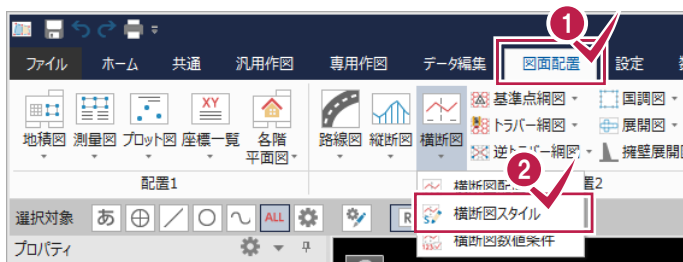 1
ファイル ホーム 共通 汎用作図 専用作図 データ編集 図面配置 設定
XY
基準点網図 国調図
トラバー網図 展開図
地積図 測量図 プロット図 座標一覧 各階平面図 路線図 縦断図 横断図 逆トラバー網図 擁壁展開
配置1
2
選択対象 あ ALL R
横断図スタイル
プロパティ
横断図数値条件
123